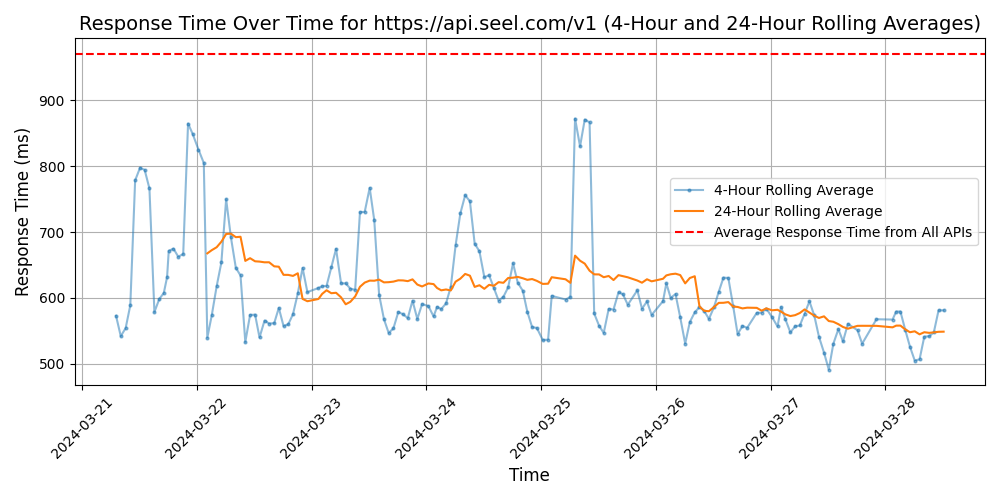 Response Time Over Time for https://api.seel.com/v1 (4-Hour and 24-Hour Rolling Averages)
Response Time (ms)
900
800
700
600
500
4-Hour Rolling Average
24-Hour Rolling Average
Average Response Time from All APIs
2024-03-21
2024-03-22
2024-03-23
2024-03-24
2024-03-25
2024-03-26
2024-03-27
2024-03-28
Time